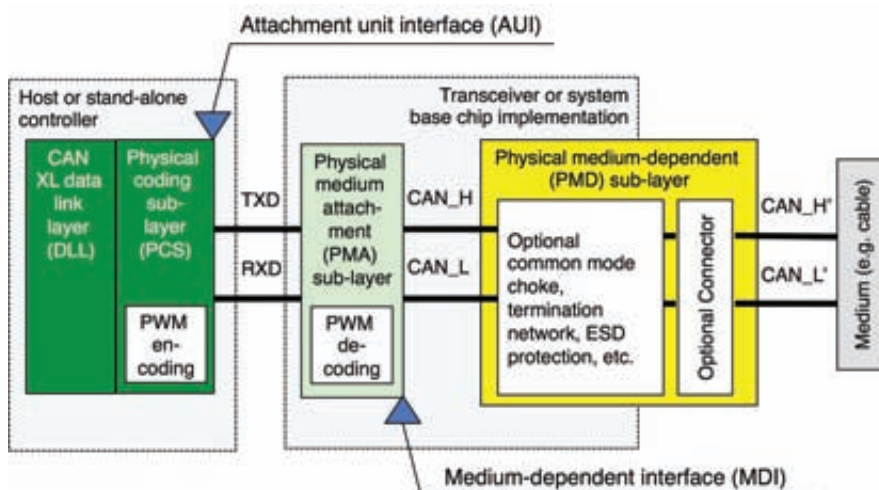 Attachment unit interface (AUI)
Host or stand-alone
controller
Transceiver or system
base chip implementation
CAN
XL data
link
layer
(DLL)
Physical
coding
sub-
layer
(PCS)
PWM
en-
coding
TXD
RXD
Physical
medium
attach-
ment
(PMA)
sub-layer
PWM
de-
coding
CAN_H
CAN_L
Physical medium-dependent
(PMD) sub-layer
Optional
common mode
choke,
termination
network, ESD
protection, etc.
Optional Connector
CAN_H'
CAN_L'
Medium (e.g. cable)
Medium-dependent interface (MDI)